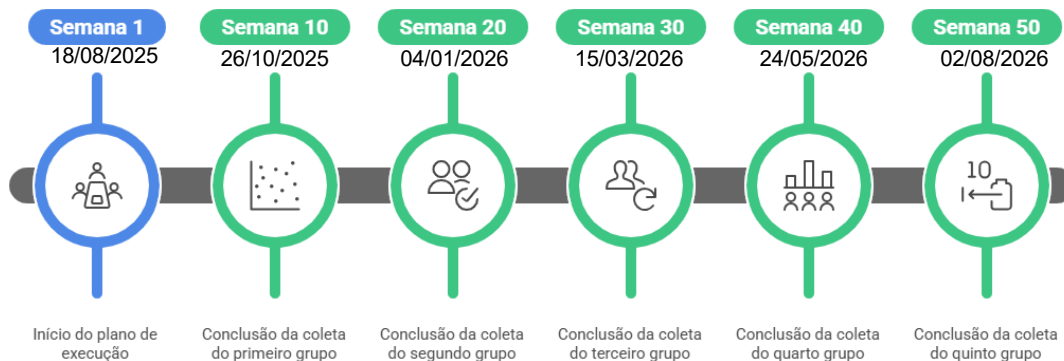 Semana 1
18/08/2025
Semana 10
26/10/2025
Semana 20
04/01/2026
Semana 30
15/03/2026
Semana 40
24/05/2026
Semana 50
02/08/2026
10
Início do plano de
execução
Conclusão da coleta
do primeiro grupo
Conclusão da coleta
do segundo grupo
Conclusão da coleta
do terceiro grupo
Conclusão da coleta
do quarto grupo
Conclusão da coleta
do quinto grupo